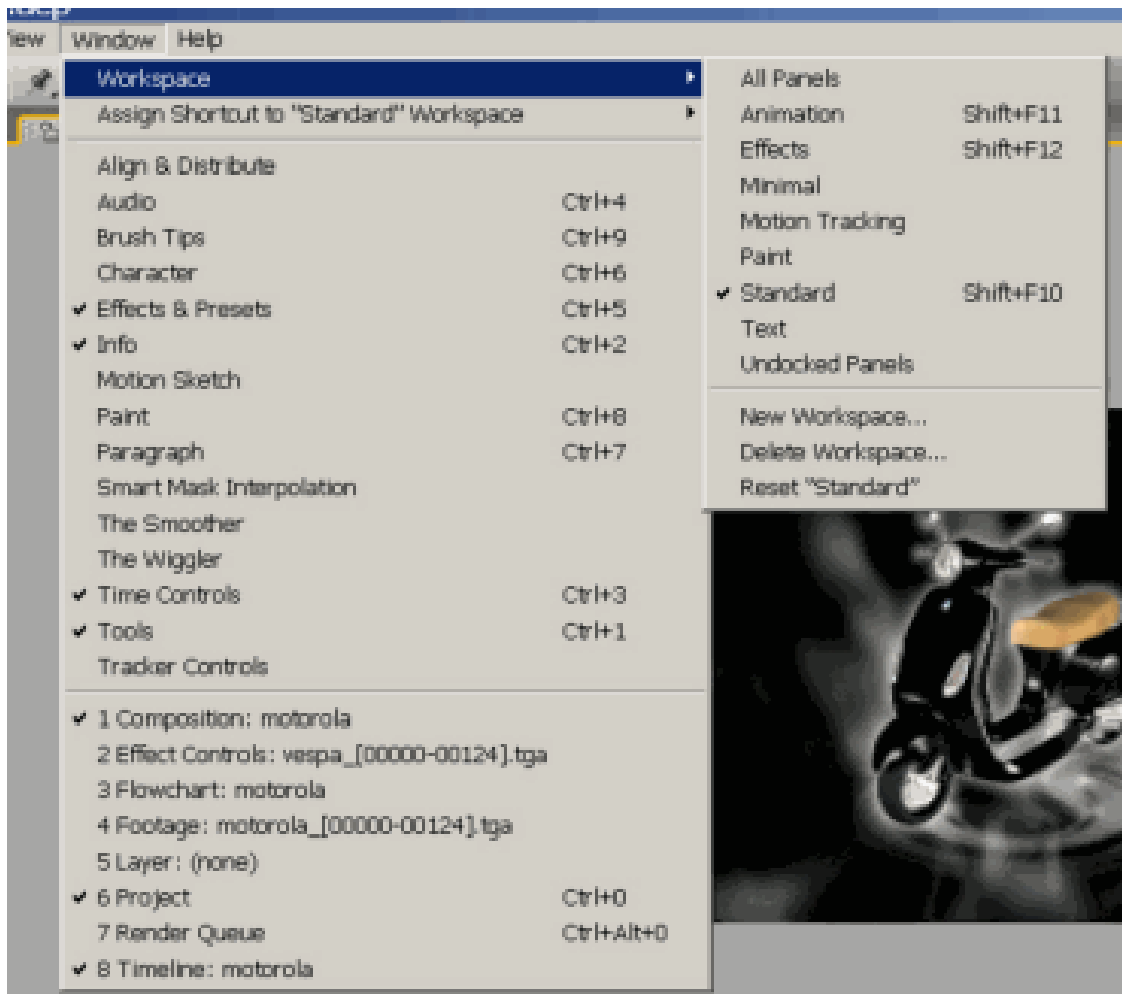 Window Help
Workspace
Assign Shortcut to "Standard" Workspace
Align & Distribute
Audio Ctrl+4
Brush Tips Ctrl+9
Character Ctrl+6
Effects & Presets Ctrl+5
Info Ctrl+2
Motion Sketch
Paint Ctrl+8
Paragraph Ctrl+7
Smart Mask Interpolation
The Smoother
The Wiggler
Time Controls Ctrl+3
Tools Ctrl+1
Tracker Controls
1 Composition: motorola
2 Effect Controls: vespa_[00000-00124].tga
3 Flowchart: motorola
4 Footage: motorola_[00000-00124].tga
5 Layer: (none)
6 Project Ctrl+0
7 Render Queue Ctrl+Alt+0
8 Timeline: motorola
All Panels
Animation Shift+F11
Effects Shift+F12
Minimal
Motion Tracking
Paint
Standard Shift+F10
Text
Undocked Panels
New Workspace...
Delete Workspace...
Reset "Standard"